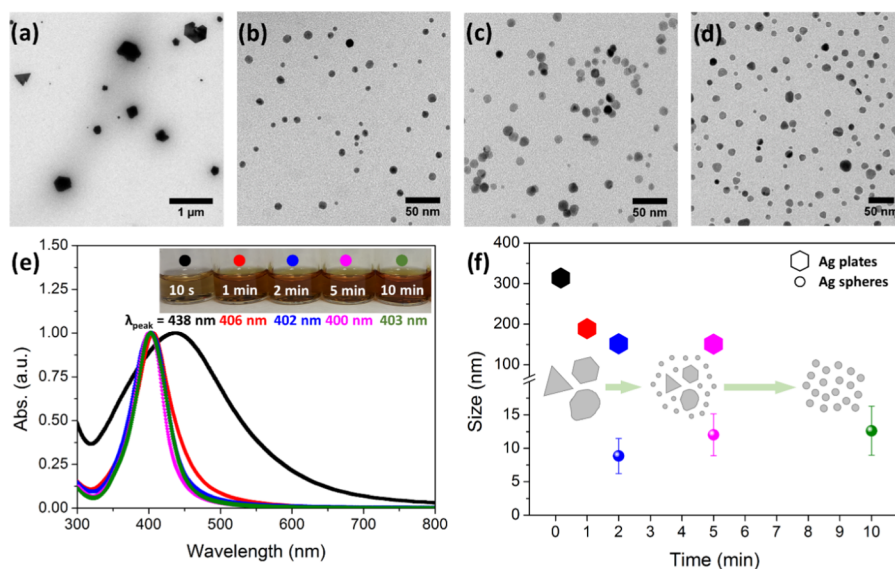 (a)
1 μm
(b)
50 nm
(c)
50 nm
(d)
50 nm
(e)
1.50
1.25
1.00
0.75
0.50
0.25
0.00
Abs. (a.u.)
10 s 1 min 2 min 5 min 10 min
λpeak = 438 nm 406 nm 402 nm 400 nm 403 nm
300 400 500 600 700 800
Wavelength (nm)
(f)
Ag plates
Ag spheres
400
350
300
250
200
150
100
15
10
5
0
Size (nm)
0 1 2 3 4 5 6 7 8 9 10
Time (min)